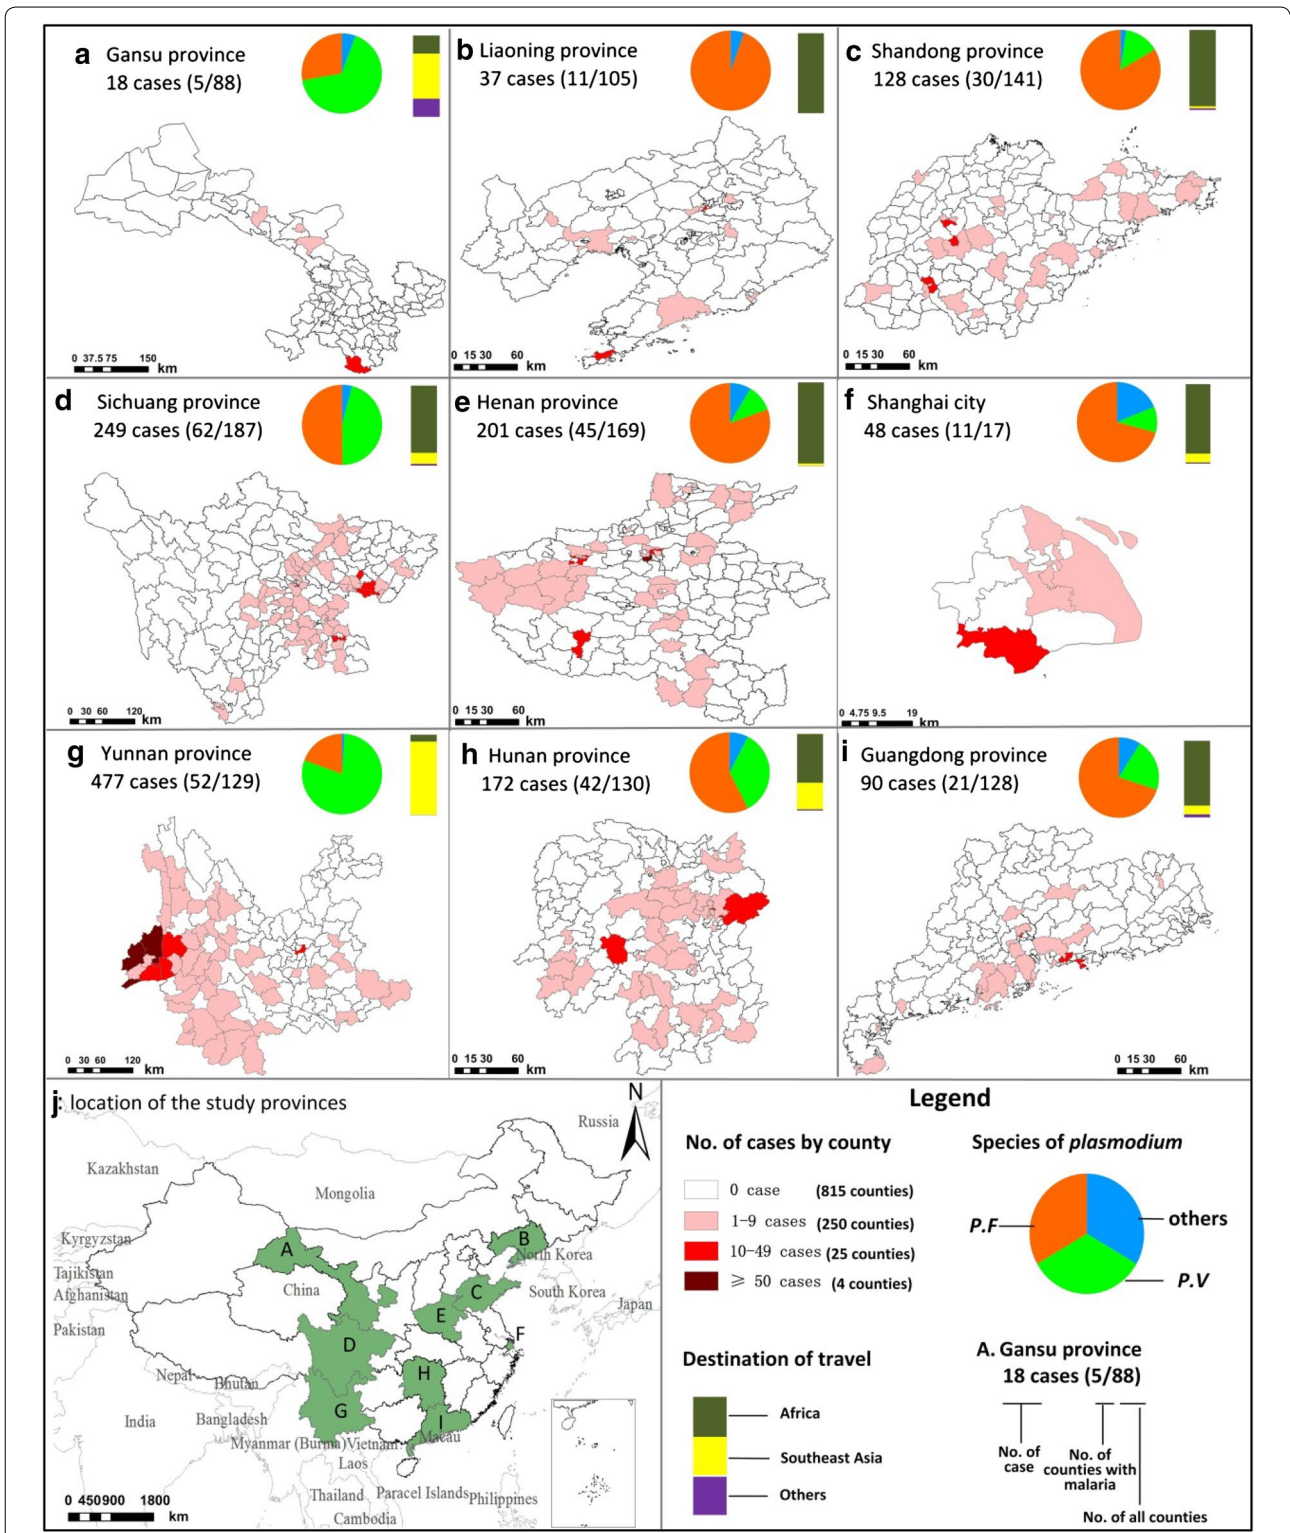 a Gansu province
18 cases (5/88)
0 37.5 75 150 km
b Liaoning province
37 cases (11/105)
0 15 30 60 km
c Shandong province
128 cases (30/141)
0 15 30 60 km
d Sichuang province
249 cases (62/187)
0 30 60 120 km
e Henan province
201 cases (45/169)
0 15 30 60 km
f Shanghai city
48 cases (11/17)
0 4.75 9.5 19 km
g Yunnan province
477 cases (52/129)
0 30 60 120 km
h Hunan province
172 cases (42/130)
0 15 30 60 km
i Guangdong province
90 cases (21/128)
0 15 30 60 km
j: location of the study provinces
N
Russia
Kazakhstan
Mongolia
Kyrgyzstan
Tajikistan
Afghanistan
Pakistan
China
A
B
North Korea
South Korea
Japan
C
E
F
D
H
G
I
Nepal
Bhutan
India
Bangladesh
Myanmar (Burma)
Vietnam
Macau
Laos
Thailand
Paracel Islands
Philippines
Cambodia
0 450 900 1800 km
Legend
No. of cases by county
0 case (815 counties)
1-9 cases (250 counties)
10-49 cases (25 counties)
⩾ 50 cases (4 counties)
Species of plasmodium
P.F
others
P.V
Destination of travel
Africa
Southeast Asia
Others
A. Gansu province
18 cases (5/88)
No. of
case
No. of
counties with
malaria
No. of all counties